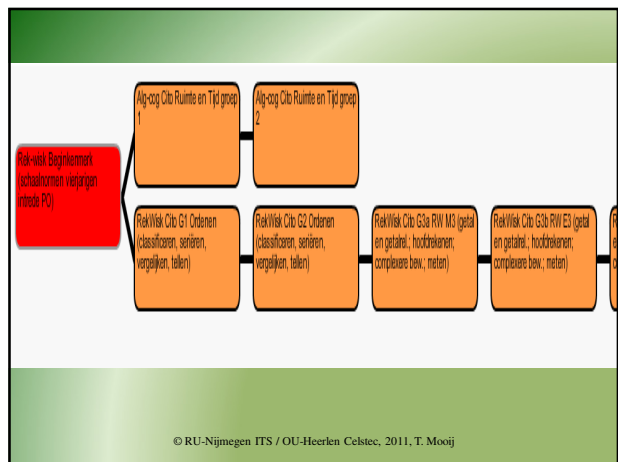 Rek-wisk Beginkenmerk
(schaalnormen vierjarigen
intrede PO)
Alg-cog Cito Ruimte en Tijd groep
1
Alg-cog Cito Ruimte en Tijd groep
2
RekWisk Cito G1 Ordenen
(classificeren, seriëren,
vergelijken, tellen)
RekWisk Cito G2 Ordenen
(classificeren, seriëren,
vergelijken, tellen)
RekWisk Cito G3a RW M3 (getal
en getalrel.; hoofdrekenen;
complexere bew.; meten)
RekWisk Cito G3b RW E3 (getal
en getalrel.; hoofdrekenen;
complexere bew.; meten)
© RU-Nijmegen ITS / OU-Heerlen Celstec, 2011, T. Mooij